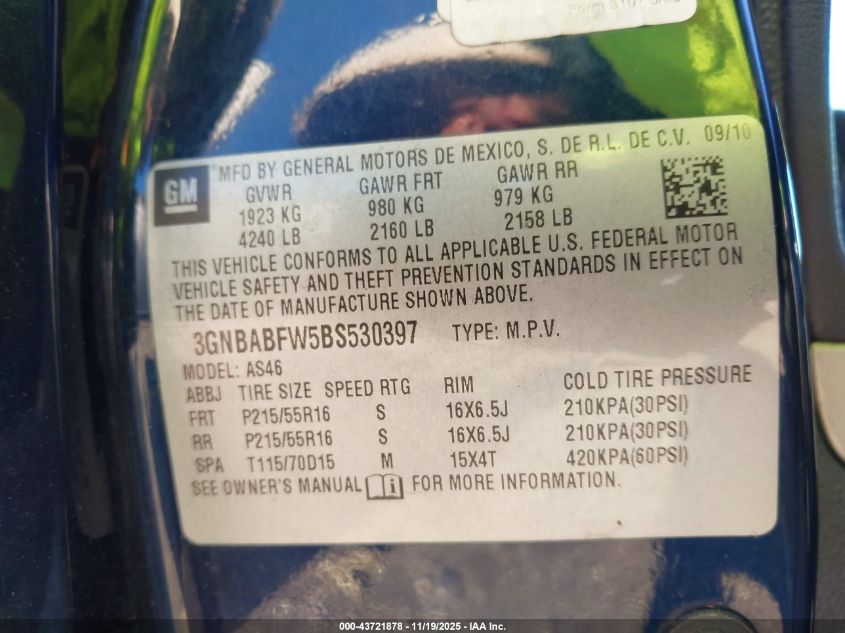 GM
MFD BY GENERAL MOTORS DE MEXICO, S. DE R.L. DE C.V. 09/10
GVWR GAWR FRT GAWR RR
1923 KG 980 KG 979 KG
4240 LB 2160 LB 2158 LB
THIS VEHICLE CONFORMS TO ALL APPLICABLE U.S. FEDERAL MOTOR
VEHICLE SAFETY AND THEFT PREVENTION STANDARDS IN EFFECT ON
THE DATE OF MANUFACTURE SHOWN ABOVE.
3GNBABFW5BS530397 TYPE: M.P.V.
MODEL: AS46
ABBJ TIRE SIZE SPEED RTG RIM COLD TIRE PRESSURE
FRT P215/55R16 S 16X6.5J 210KPA(30PSI)
RR P215/55R16 S 16X6.5J 210KPA(30PSI)
SPA T115/70D15 M 15X4T 420KPA(60PSI)
SEE OWNER'S MANUAL i FOR MORE INFORMATION.
000-43721878 - 11/19/2025 - IAA Inc.